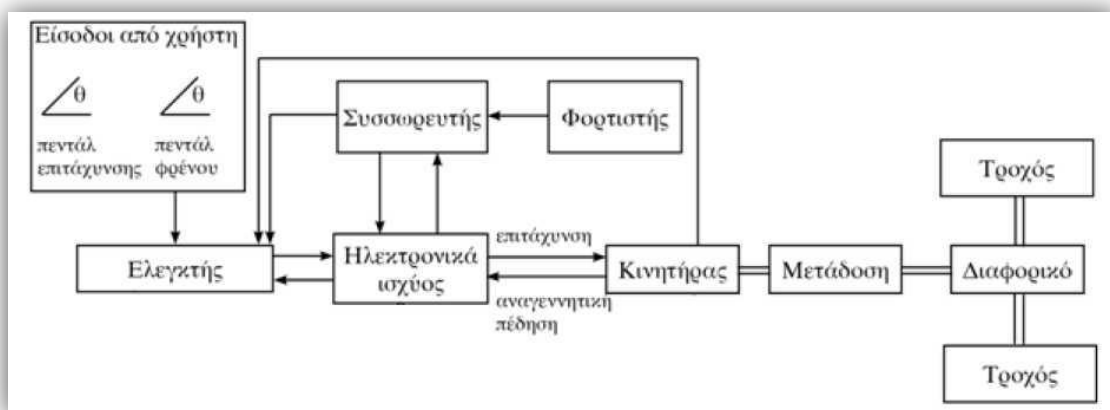 Είσοδοι από χρήστη
θ
θ
πεντάλ
επιτάχυνσης
πεντάλ
φρένου
Συσσωρευτής
Φορτιστής
Τροχός
Ελεγκτής
Ηλεκτρονικά
ισχύος
επιτάχυνση
αναγεννητική
πέδηση
Κινητήρας
Μετάδοση
Διαφορικό
Τροχός